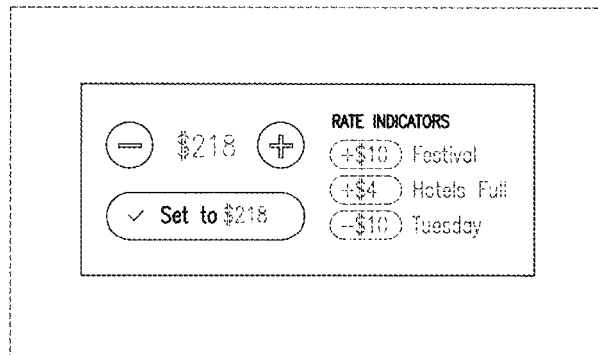 $218
✓ Set to $218
RATE INDICATORS
+$10 Festival
+$4 Hotels Full
−$10 Tuesday